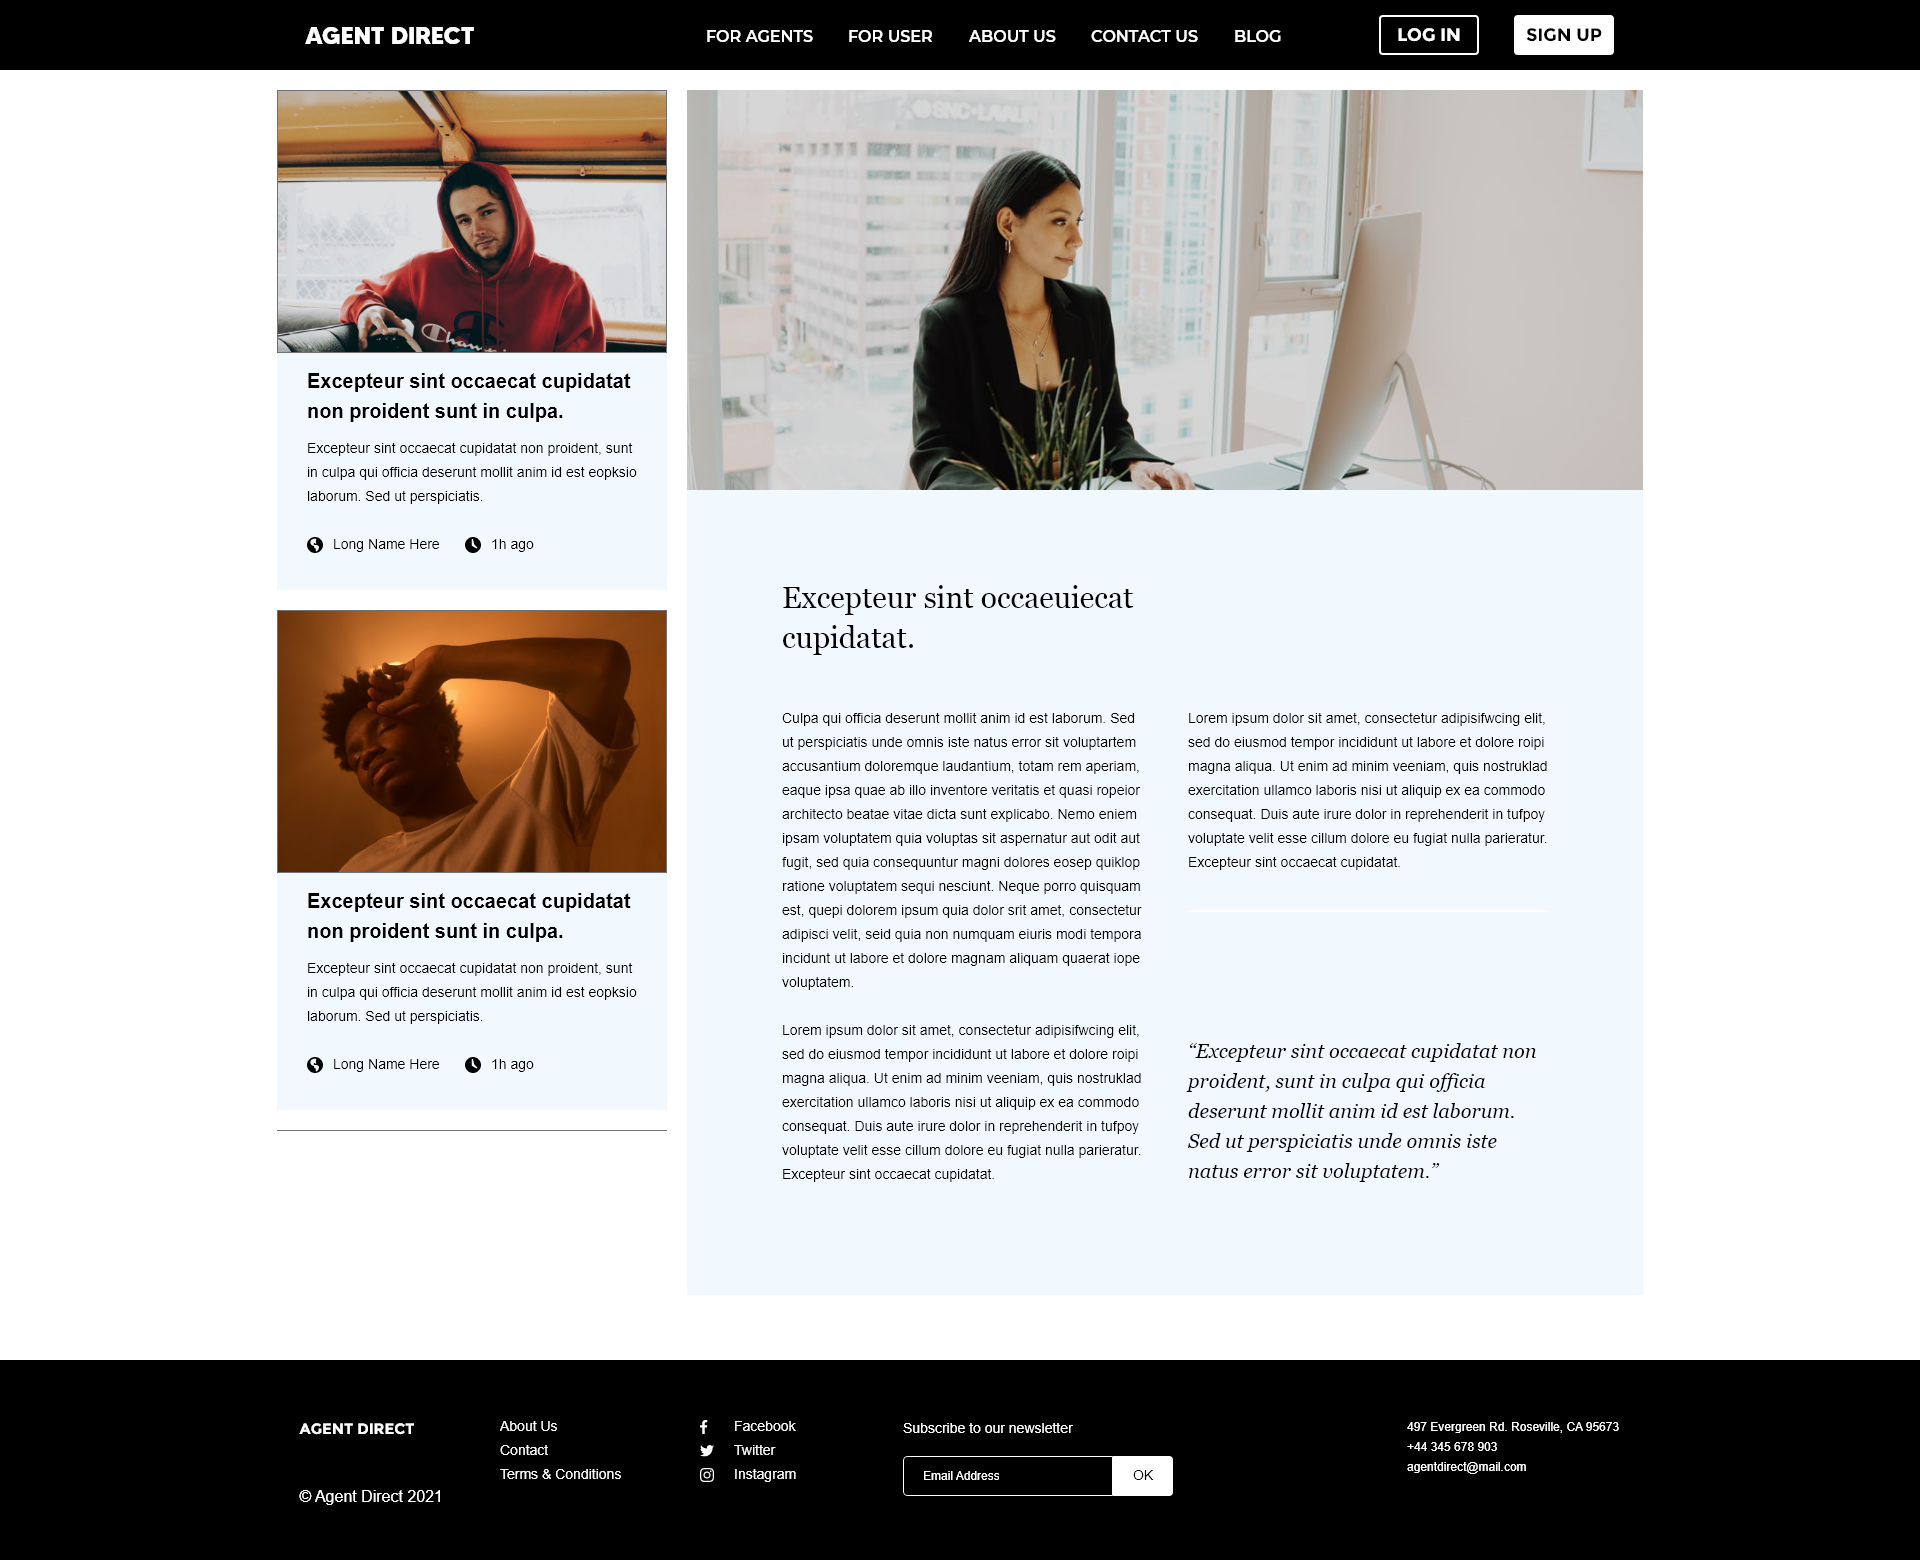 AGENT DIRECT
FOR AGENTS
FOR USER
ABOUT US
CONTACT US
BLOG
LOG IN
SIGN UP
Excepteur sint occaecat cupidatat
non proident sunt in culpa.
Excepteur sint occaecat cupidatat non proident, sunt
in culpa qui officia deserunt mollit anim id est eopksio
laborum. Sed ut perspiciatis.
Long Name Here
1h ago
Excepteur sint occaecat cupidatat
non proident sunt in culpa.
Excepteur sint occaecat cupidatat non proident, sunt
in culpa qui officia deserunt mollit anim id est eopksio
laborum. Sed ut perspiciatis.
Long Name Here
1h ago
Excepteur sint occaeuiecat
cupidatat.
Culpa qui officia deserunt mollit anim id est laborum. Sed
ut perspiciatis unde omnis iste natus error sit voluptartem
accusantium doloremque laudantium, totam rem aperiam,
eaque ipsa quae ab illo inventore veritatis et quasi ropeior
architecto beatae vitae dicta sunt explicabo. Nemo eniem
ipsam voluptatem quia voluptas sit aspernatur aut odit aut
fugit, sed quia consequuntur magni dolores eosep quiklop
ratione voluptatem sequi nesciunt. Neque porro quisquam
est, quepi dolorem ipsum quia dolor srit amet, consectetur
adipisci velit, seid quia non numquam eiuris modi tempora
incidunt ut labore et dolore magnam aliquam quaerat iope
voluptatem.
Lorem ipsum dolor sit amet, consectetur adipisifwcing elit,
sed do eiusmod tempor incididunt ut labore et dolore roipi
magna aliqua. Ut enim ad minim veeniam, quis nostruklad
exercitation ullamco laboris nisi ut aliquip ex ea commodo
consequat. Duis aute irure dolor in reprehenderit in tufpoy
voluptate velit esse cillum dolore eu fugiat nulla parieratur.
Excepteur sint occaecat cupidatat.
Lorem ipsum dolor sit amet, consectetur adipisifwcing elit,
sed do eiusmod tempor incididunt ut labore et dolore roipi
magna aliqua. Ut enim ad minim veeniam, quis nostruklad
exercitation ullamco laboris nisi ut aliquip ex ea commodo
consequat. Duis aute irure dolor in reprehenderit in tufpoy
voluptate velit esse cillum dolore eu fugiat nulla parieratur.
Excepteur sint occaecat cupidatat.
“Excepteur sint occaecat cupidatat non
proident, sunt in culpa qui officia
deserunt mollit anim id est laborum.
Sed ut perspiciatis unde omnis iste
natus error sit voluptatem.”
AGENT DIRECT
© Agent Direct 2021
About Us
Contact
Terms & Conditions
Facebook
Twitter
Instagram
Subscribe to our newsletter
Email Address
OK
497 Evergreen Rd. Roseville, CA 95673
+44 345 678 903
agentdirect@mail.com